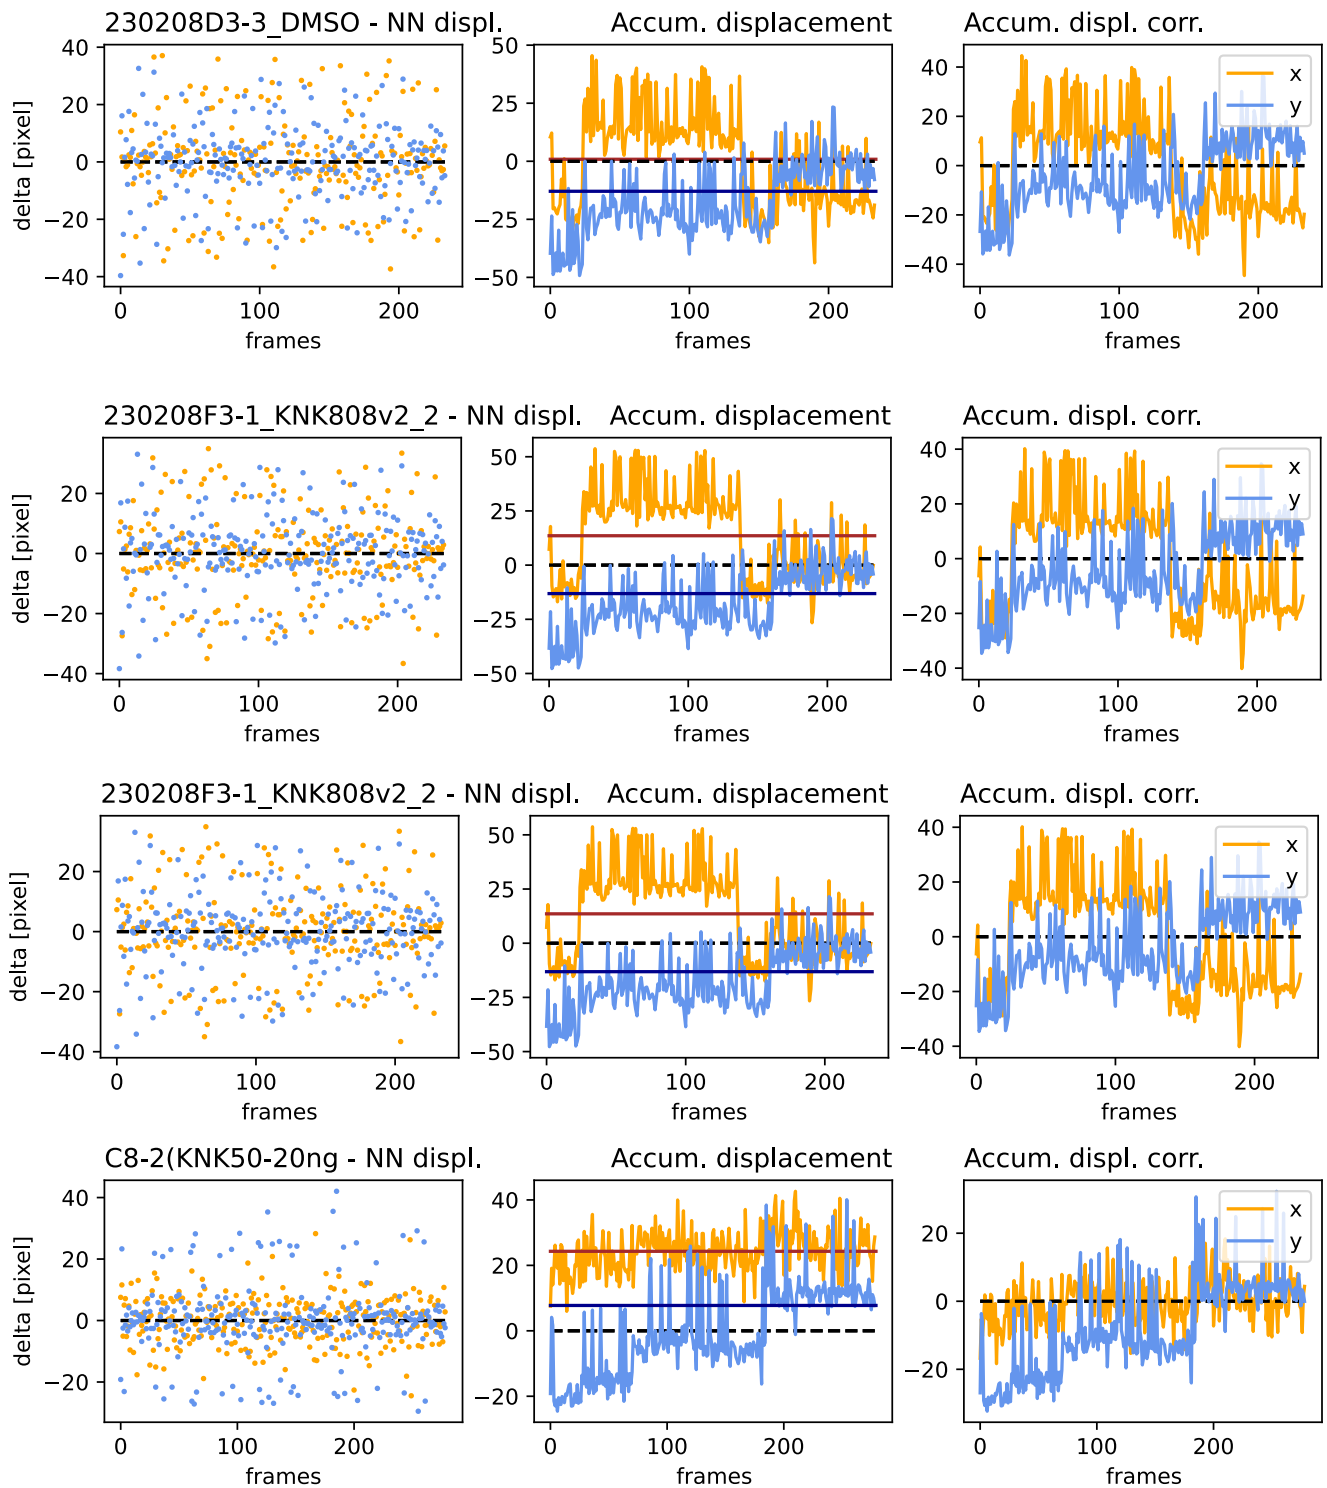 230208D3-3_DMSO - NN displ.
Accum. displacement
Accum. displ. corr.
delta [pixel]
40
20
0
−20
−40
0
100
200
frames
50
25
0
−25
−50
0
100
200
frames
40
20
0
−20
−40
0
100
200
frames
x
y
230208F3-1_KNK808v2_2 - NN displ.
Accum. displacement
Accum. displ. corr.
delta [pixel]
20
0
−20
−40
0
100
200
frames
50
25
0
−25
−50
0
100
200
frames
40
20
0
−20
−40
0
100
200
frames
x
y
230208F3-1_KNK808v2_2 - NN displ.
Accum. displacement
Accum. displ. corr.
delta [pixel]
20
0
−20
−40
0
100
200
frames
50
25
0
−25
−50
0
100
200
frames
40
20
0
−20
−40
0
100
200
frames
x
y
C8-2(KNK50-20ng - NN displ.
Accum. displacement
Accum. displ. corr.
delta [pixel]
40
20
0
−20
0
100
200
frames
40
20
0
−20
0
100
200
frames
20
0
−20
0
100
200
frames
x
y